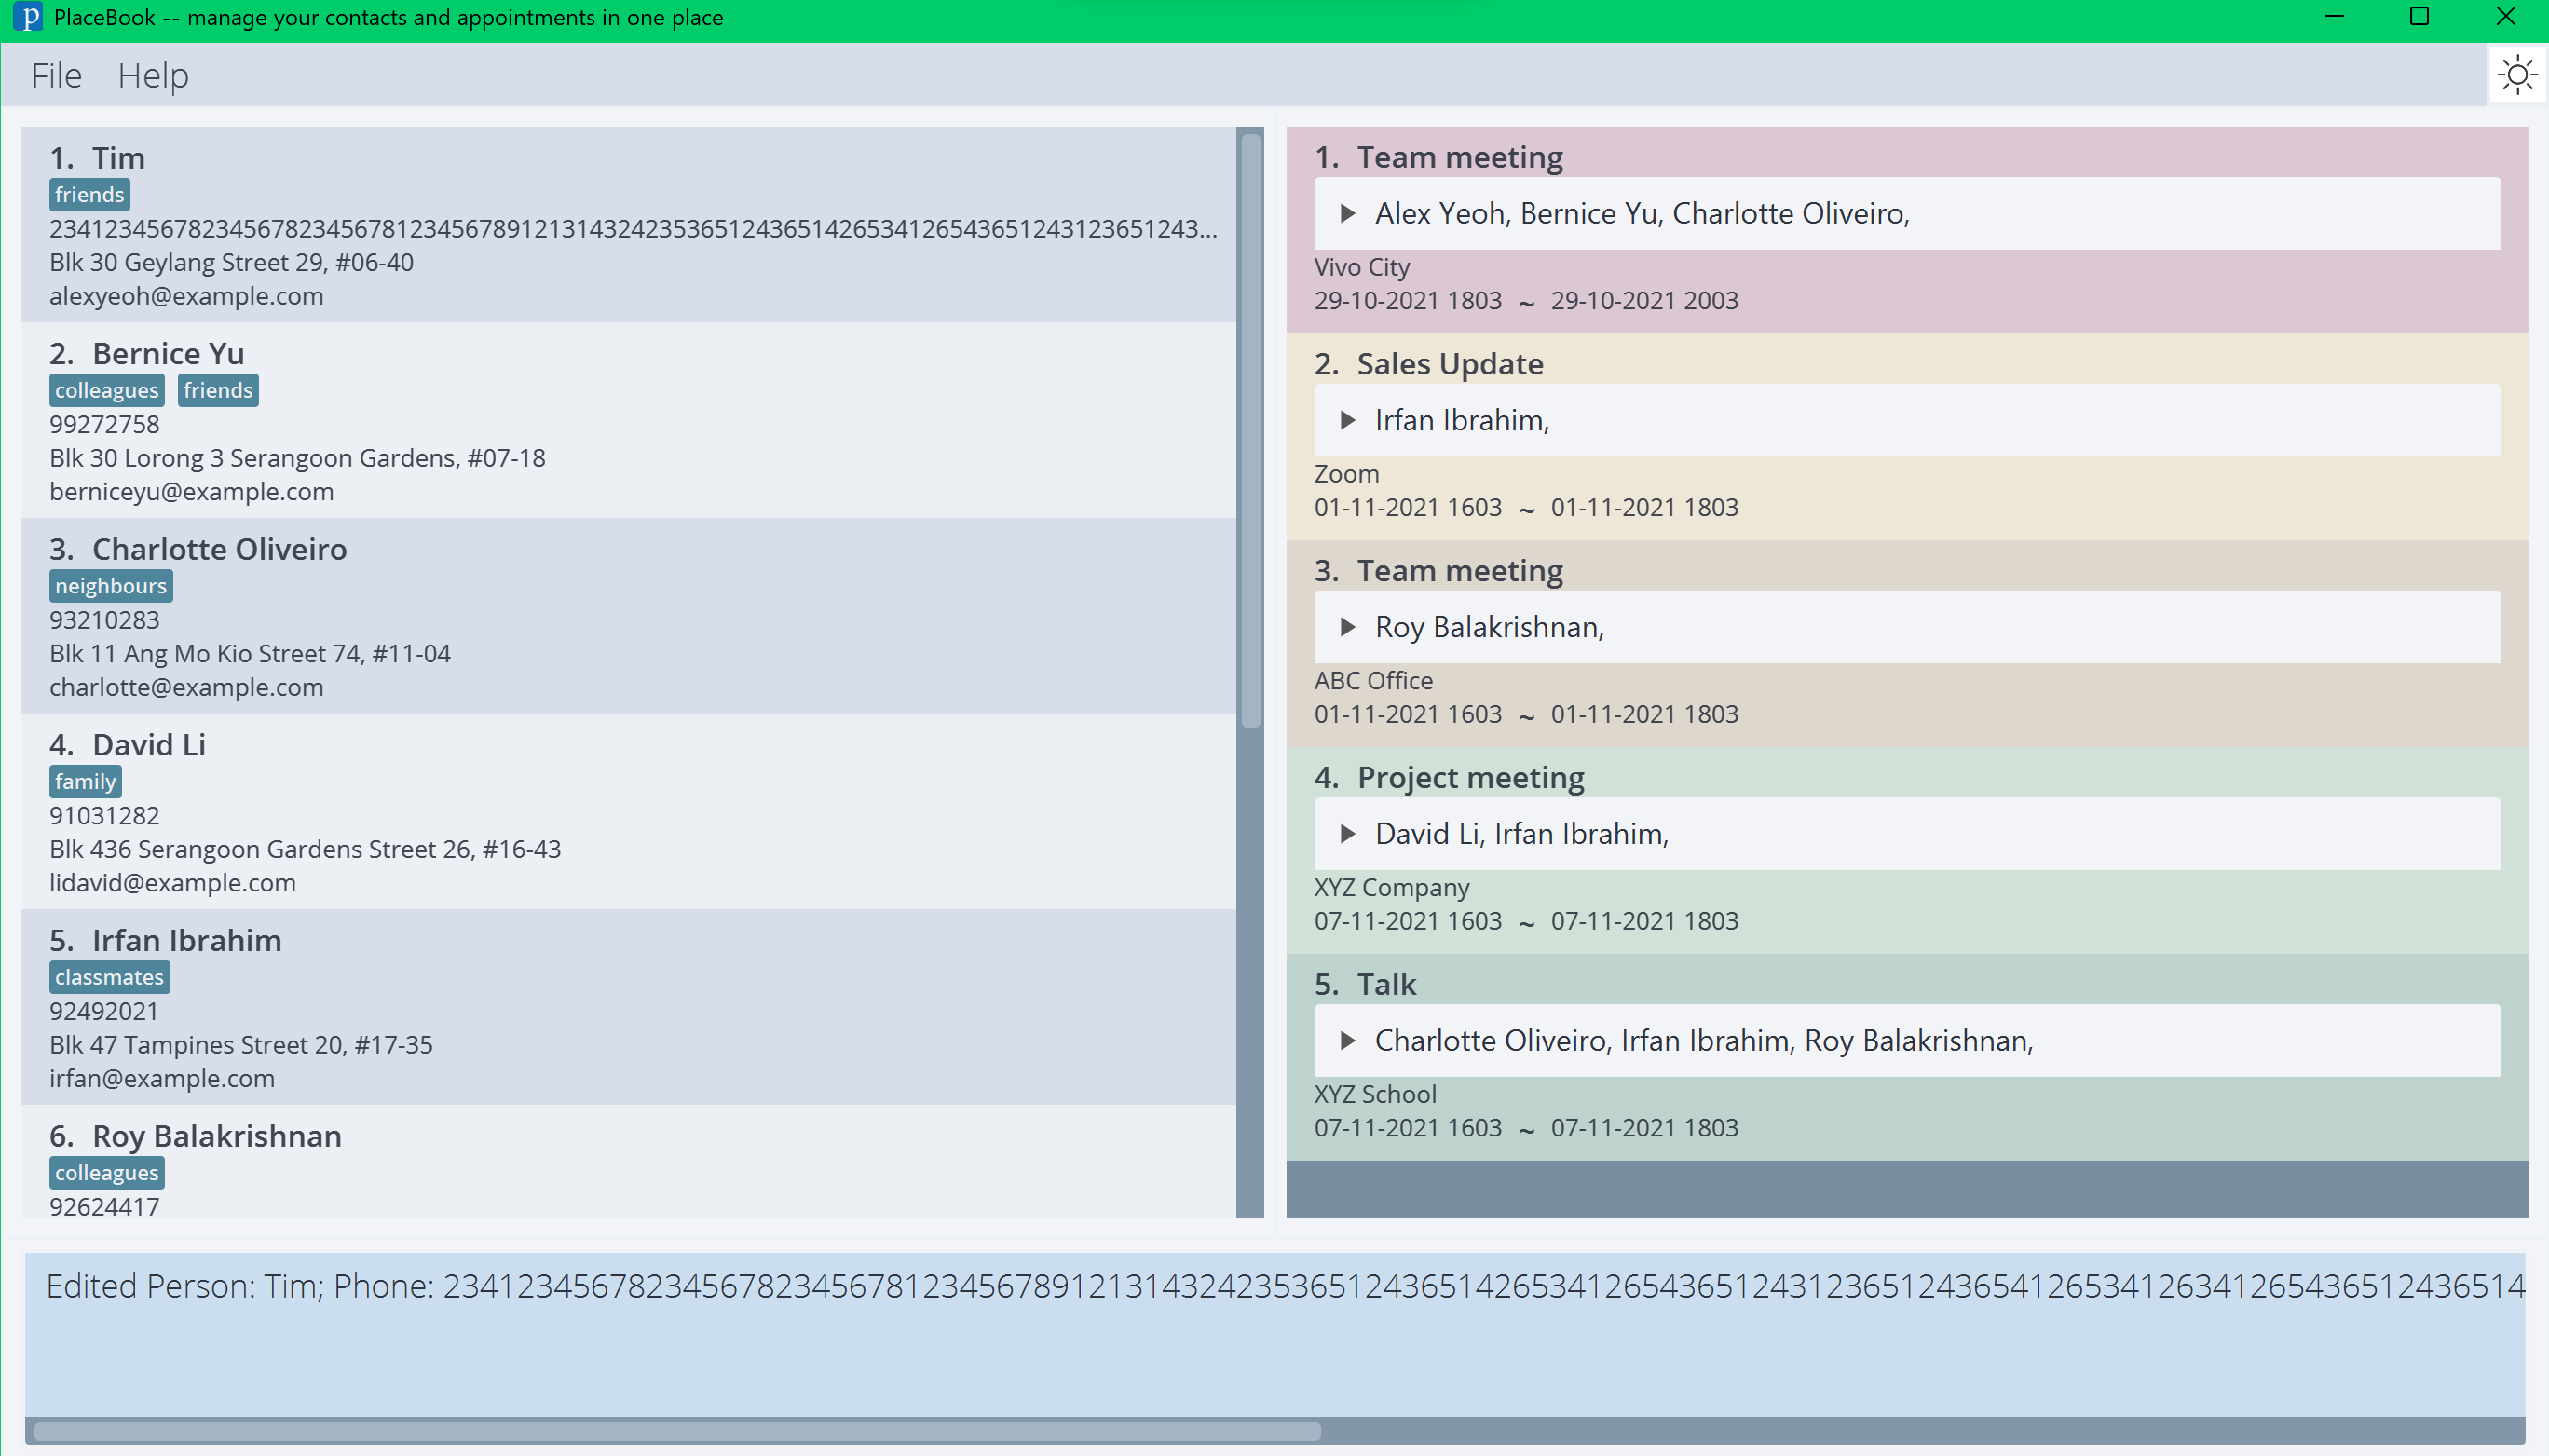 p PlaceBook -- manage your contacts and appointments in one place
File Help
1. Tim
friends
23412345678234567823456781234567891213143242353651243651426534126543651243123651243...
Blk 30 Geylang Street 29, #06-40
alexyeoh@example.com
2. Bernice Yu
colleagues friends
99272758
Blk 30 Lorong 3 Serangoon Gardens, #07-18
berniceyu@example.com
3. Charlotte Oliveiro
neighbours
93210283
Blk 11 Ang Mo Kio Street 74, #11-04
charlotte@example.com
4. David Li
family
91031282
Blk 436 Serangoon Gardens Street 26, #16-43
lidavid@example.com
5. Irfan Ibrahim
classmates
92492021
Blk 47 Tampines Street 20, #17-35
irfan@example.com
6. Roy Balakrishnan
colleagues
92624417
1. Team meeting
Alex Yeoh, Bernice Yu, Charlotte Oliveiro,
Vivo City
29-10-2021 1803 ~ 29-10-2021 2003
2. Sales Update
Irfan Ibrahim,
Zoom
01-11-2021 1603 ~ 01-11-2021 1803
3. Team meeting
Roy Balakrishnan,
ABC Office
01-11-2021 1603 ~ 01-11-2021 1803
4. Project meeting
David Li, Irfan Ibrahim,
XYZ Company
07-11-2021 1603 ~ 07-11-2021 1803
5. Talk
Charlotte Oliveiro, Irfan Ibrahim, Roy Balakrishnan,
XYZ School
07-11-2021 1603 ~ 07-11-2021 1803
Edited Person: Tim; Phone: 2341234567823456782345678123456789121314324235365124365142653412654365124312365124365412653412634126543651243651​4